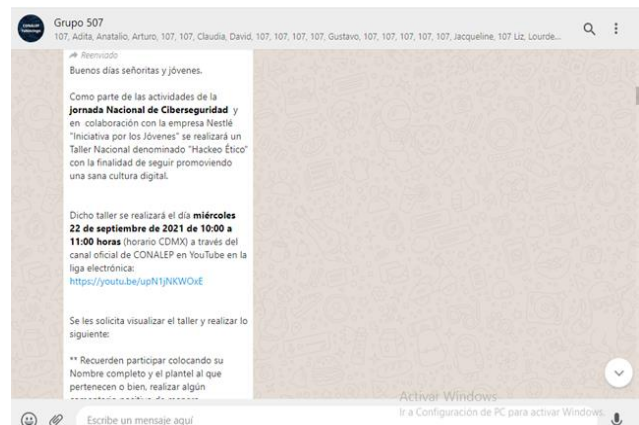 Grupo 507
107, Adita, Anatalio, Arturo, 107, 107, Claudia, David, 107, 107, 107, 107, Gustavo, 107, 107, 107, 107, 107, Jacqueline, 107 Liz, Lourde...
Reenviado
Buenos días señoritas y jóvenes.
Como parte de las actividades de la
jornada Nacional de Ciberseguridad y
en colaboración con la empresa Nestlé
"Iniciativa por los Jóvenes" se realizará un
Taller Nacional denominado "Hackeo Ético"
con la finalidad de seguir promoviendo
una sana cultura digital.
Dicho taller se realizará el día miércoles
22 de septiembre de 2021 de 10:00 a
11:00 horas (horario CDMX) a través del
canal oficial de CONALEP en YouTube en la
liga electrónica:
https://youtu.be/upN1jNKWOxE
Se les solicita visualizar el taller y realizar lo
siguiente:
** Recuerden participar colocando su
Nombre completo y el plantel al que
pertenecen o bien, realizar algún
Activar Windows
Ir a Configuración de PC para activar Windows.
Escribe un mensaje aquí